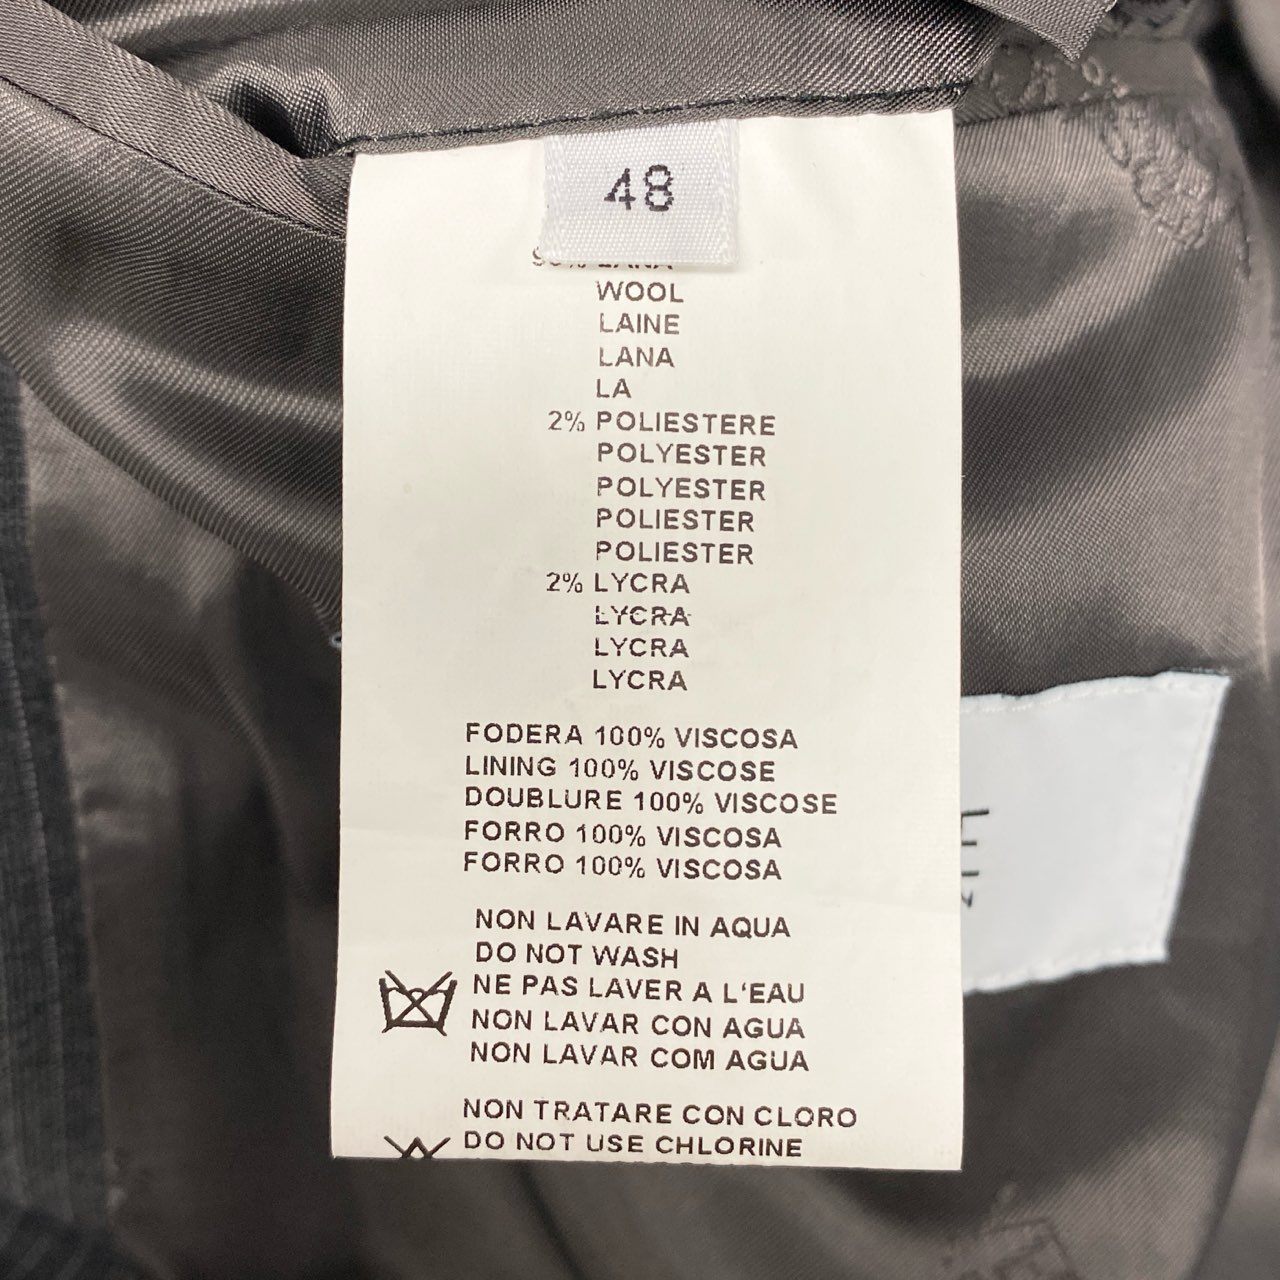 48
LANA
WOOL
LAINE
LANA
LA
2% POLIESTERE
POLYESTER
POLYESTER
POLIESTER
POLIESTER
2% LYCRA
LYCRA
LYCRA
LYCRA
FODERA 100% VISCOSA
LINING 100% VISCOSE
DOUBLURE 100% VISCOSE
FORRO 100% VISCOSA
FORRO 100% VISCOSA
NON LAVARE IN AQUA
DO NOT WASH
NE PAS LAVER A L'EAU
NON LAVAR CON AGUA
NON LAVAR COM AGUA
NON TRATARE CON CLORO
DO NOT USE CHLORINE